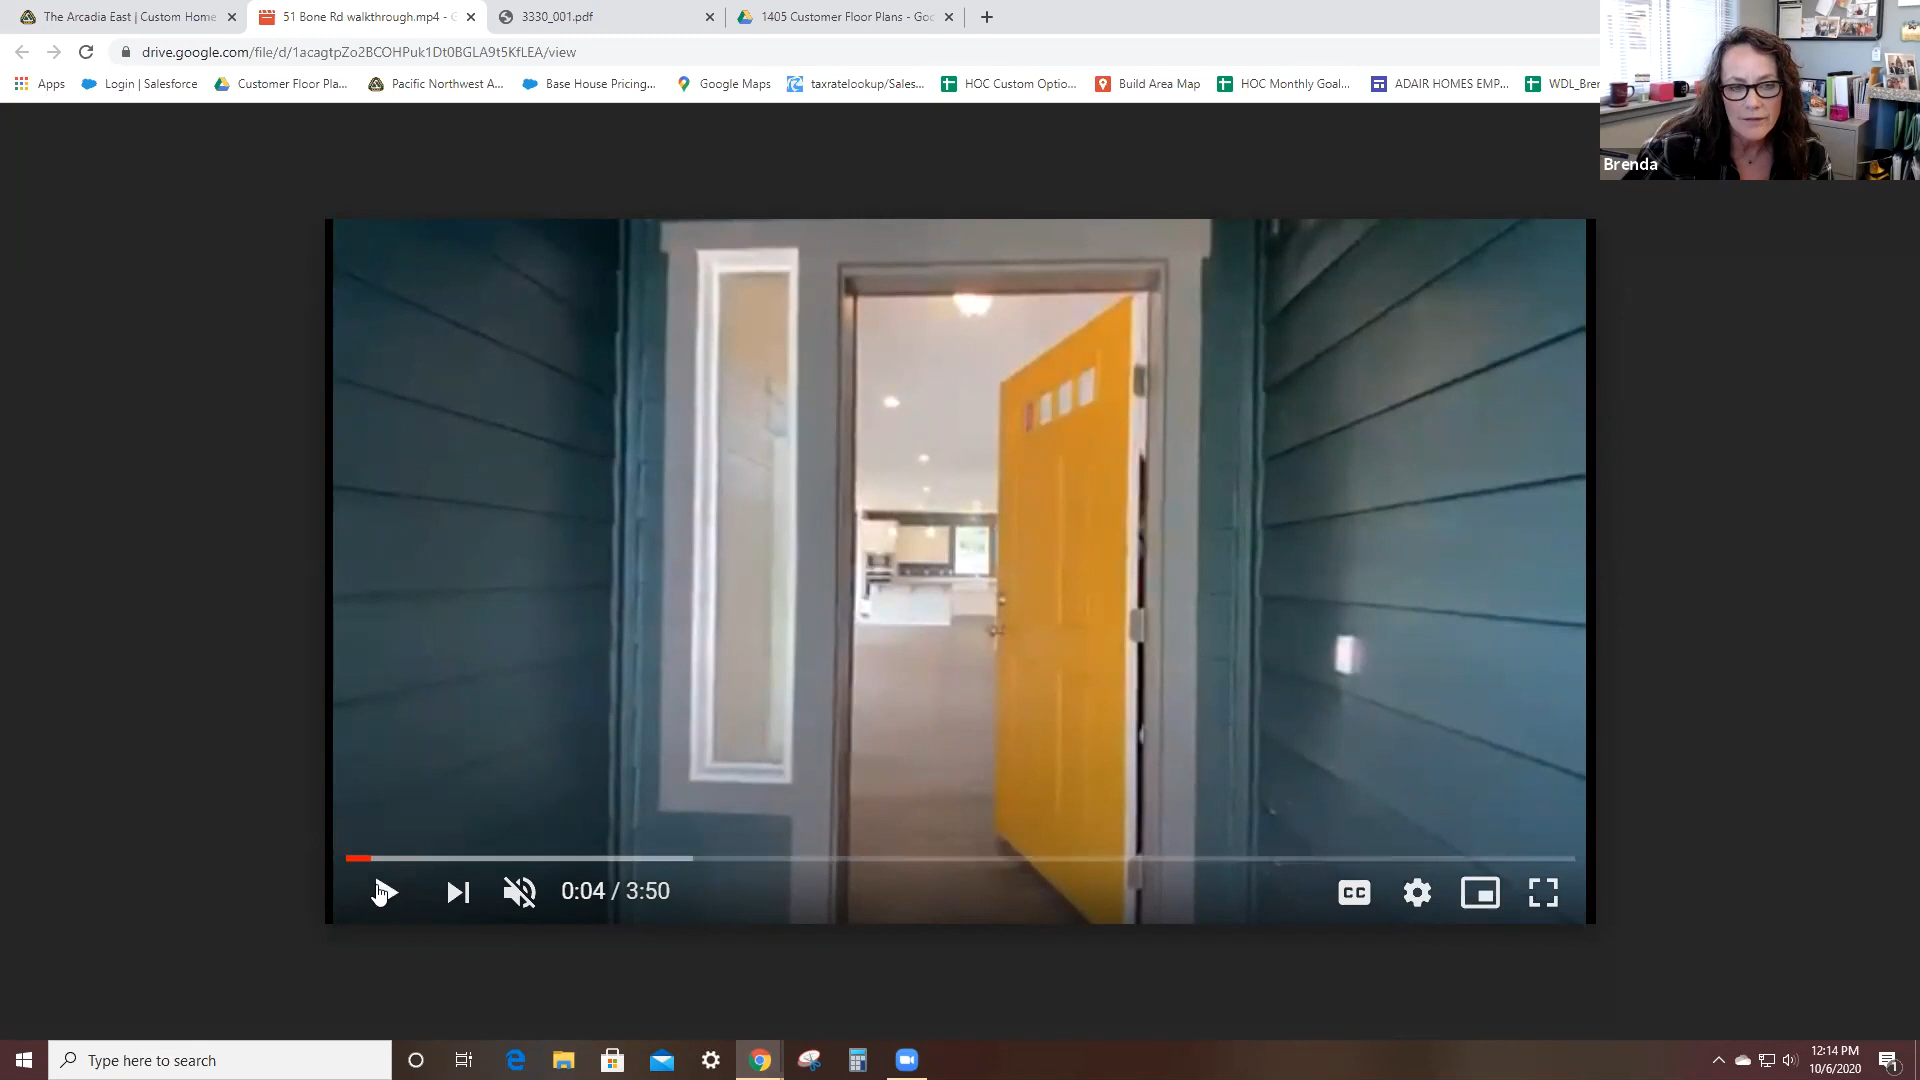 The Arcadia East | Custom Home
51 Bone Rd walkthrough.mp4 - G
3330_001.pdf
1405 Customer Floor Plans - Goo
drive.google.com/file/d/1acagtpZo2BCOHPuk1Dt0BGLA9t5KfLEA/view
Apps
Login | Salesforce
Customer Floor Pla...
Pacific Northwest A...
Base House Pricing...
Google Maps
taxratelookup/Sales...
HOC Custom Optio...
Build Area Map
HOC Monthly Goal...
ADAIR HOMES EMP...
WDL_Bre
Brenda
0:04 / 3:50
CC
Type here to search
12:14 PM
10/6/2020
1